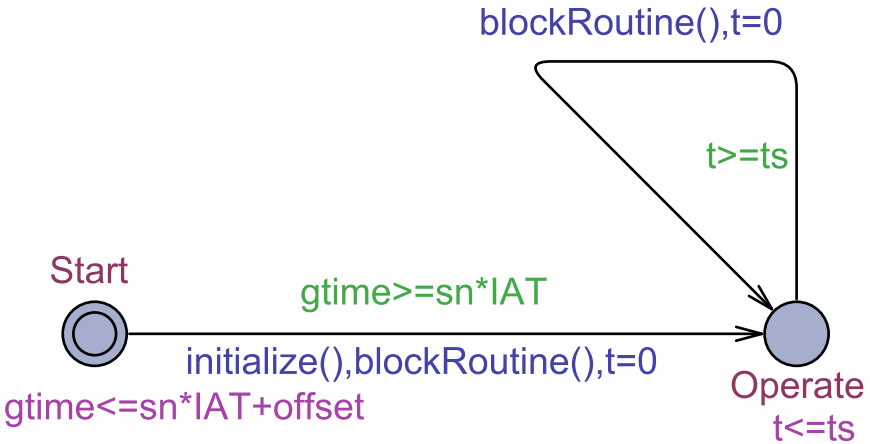 blockRoutine(),t=0
t>=ts
Start
gtime>=sn*IAT
initialize(),blockRoutine(),t=0
Operate
gtime<=sn*IAT+offset
t<=ts